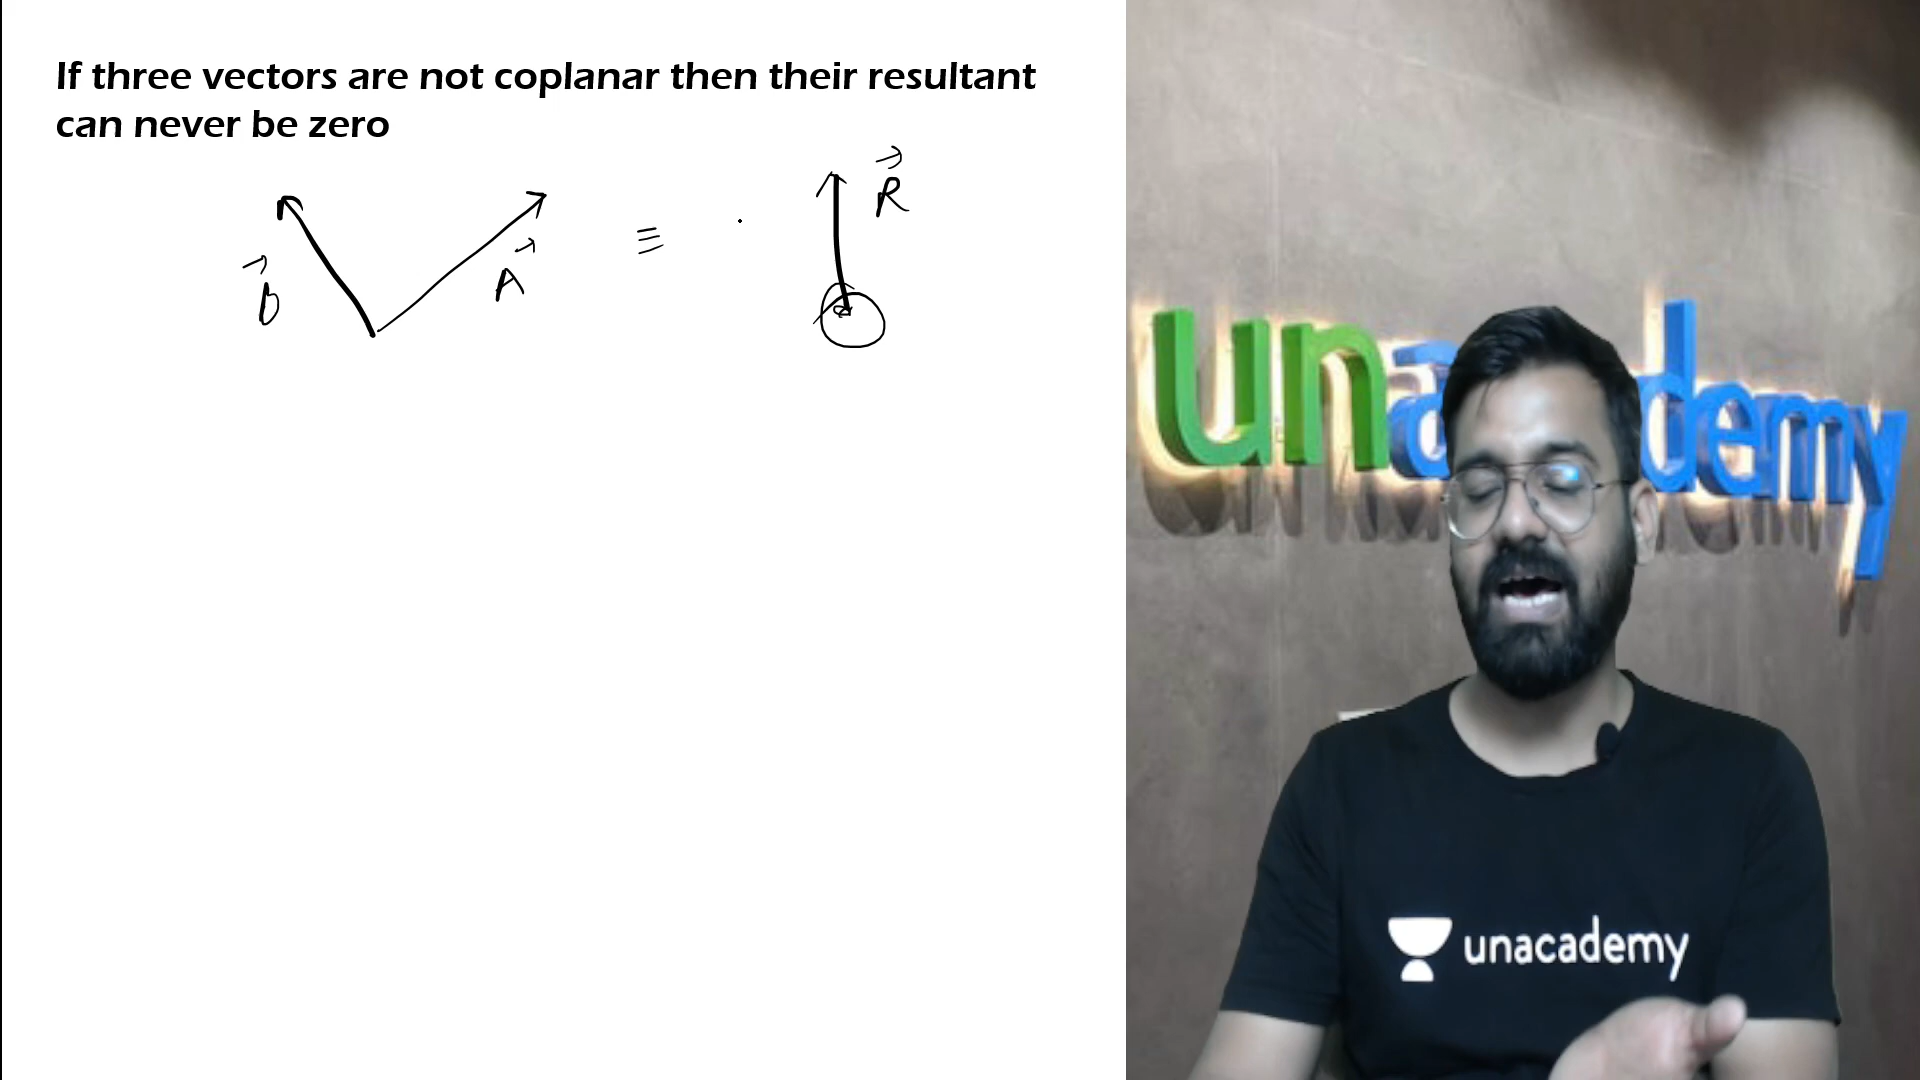 If three vectors are not coplanar then their resultant
can never be zero
B
A
≡
R
unacademy
unacademy